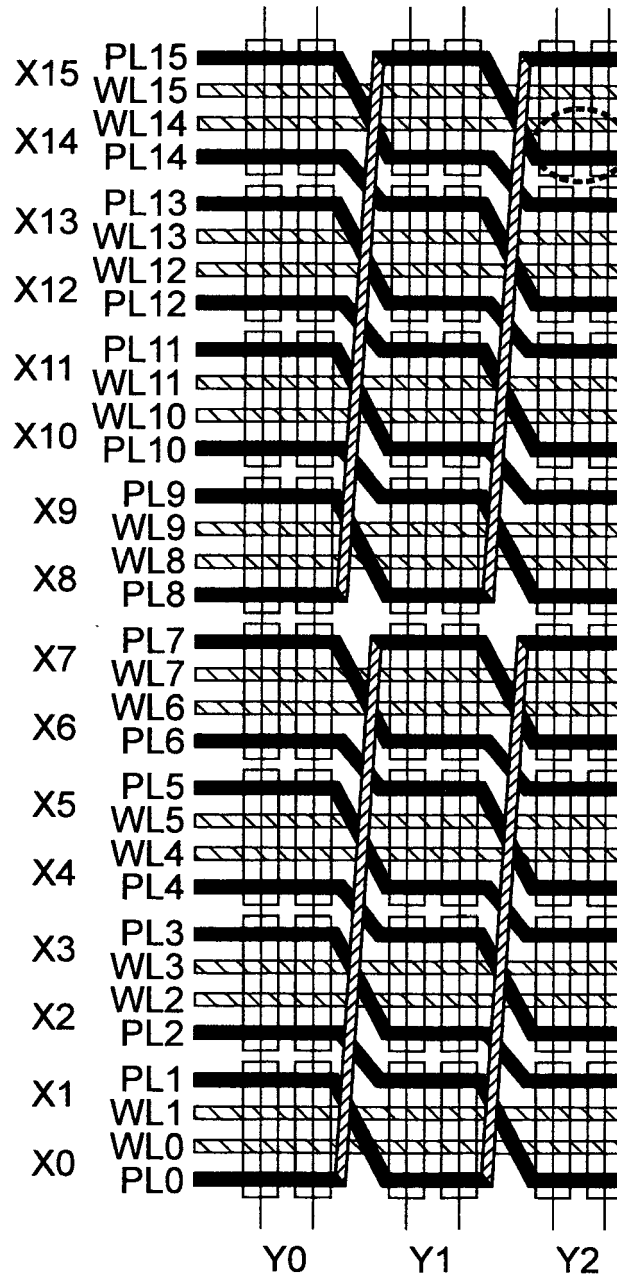 X15 PL15
WL15
X14 WL14
PL14
X13 PL13
WL13
X12 WL12
PL12
X11 PL11
WL11
X10 WL10
PL10
X9 PL9
WL9
X8 WL8
PL8
X7 PL7
WL7
X6 WL6
PL6
X5 PL5
WL5
X4 WL4
PL4
X3 PL3
WL3
X2 WL2
PL2
X1 PL1
WL1
X0 WL0
PL0
Y0 Y1 Y2